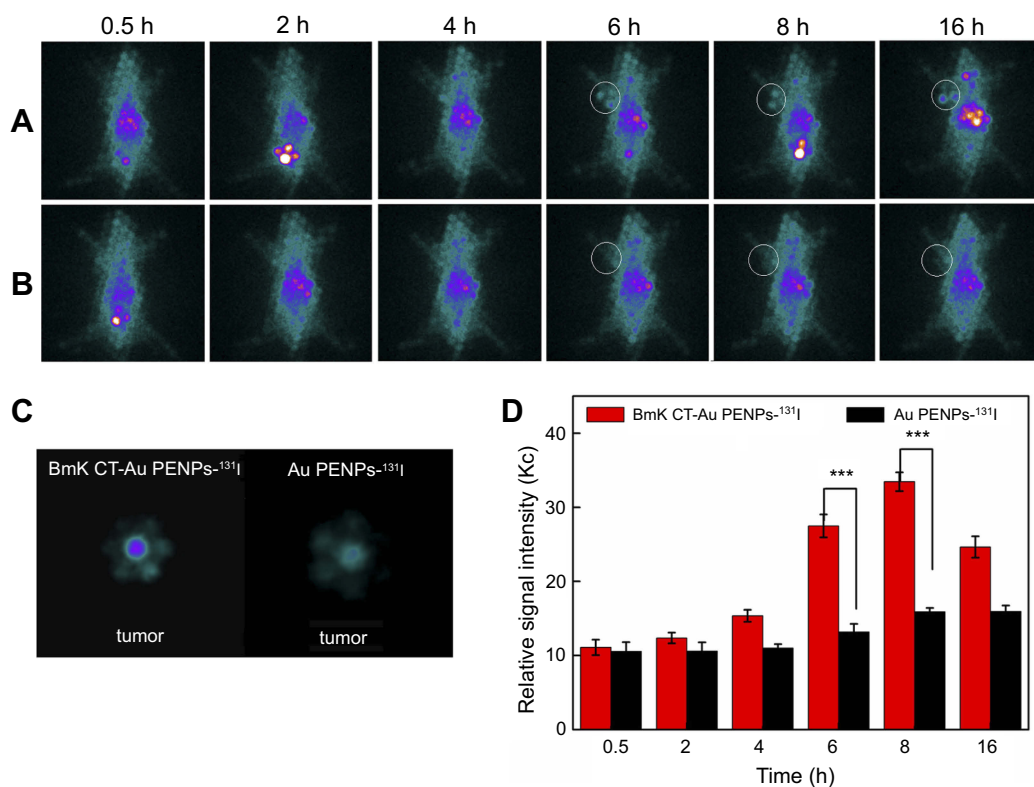 0.5 h 2 h 4 h 6 h 8 h 16 h
A
B
C
BmK CT-Au PENPs-¹³¹I Au PENPs-¹³¹I
tumor tumor
D
BmK CT-Au PENPs-¹³¹I Au PENPs-¹³¹I
*** ***
Relative signal intensity (Kc)
40
30
20
10
0
0.5 2 4 6 8 16
Time (h)